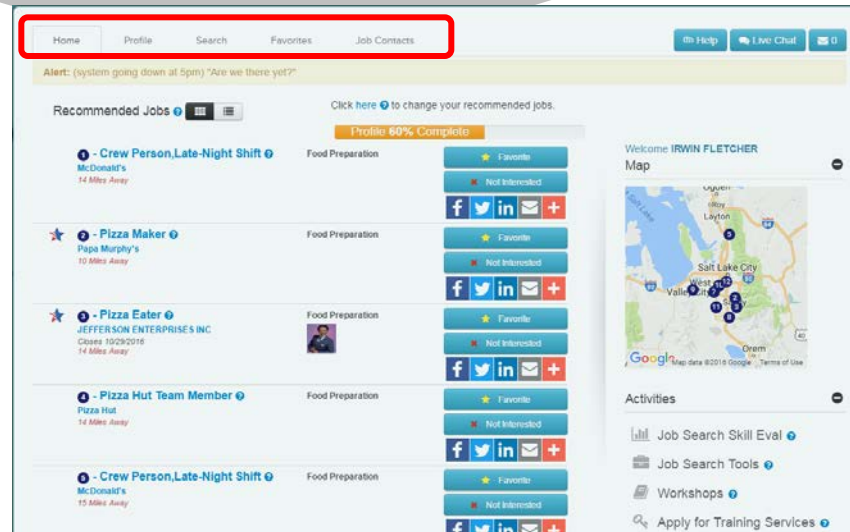 Home Profile Search Favorites Job Contacts
Help Live Chat 0
Alert: (system going down at 5pm) "Are we there yet?"
Recommended Jobs
Click here to change your recommended jobs.
Profile 60% Complete
1 - Crew Person,Late-Night Shift
McDonald's
14 Miles Away
Food Preparation
Favorite
Not Interested
2 - Pizza Maker
Papa Murphy's
10 Miles Away
Food Preparation
Favorite
Not Interested
3 - Pizza Eater
JEFFERSON ENTERPRISES INC
Closes 10/29/2016
14 Miles Away
Food Preparation
Favorite
Not Interested
4 - Pizza Hut Team Member
Pizza Hut
14 Miles Away
Food Preparation
Favorite
Not Interested
5 - Crew Person,Late-Night Shift
McDonald's
15 Miles Away
Food Preparation
Favorite
Not Interested
Welcome IRWIN FLETCHER
Map
Ogden
Roy
Layton
Salt Lake City
West
Valley City
Sandy
Orem
Google
Map data ©2016 Google Terms of Use
Activities
Job Search Skill Eval
Job Search Tools
Workshops
Apply for Training Services